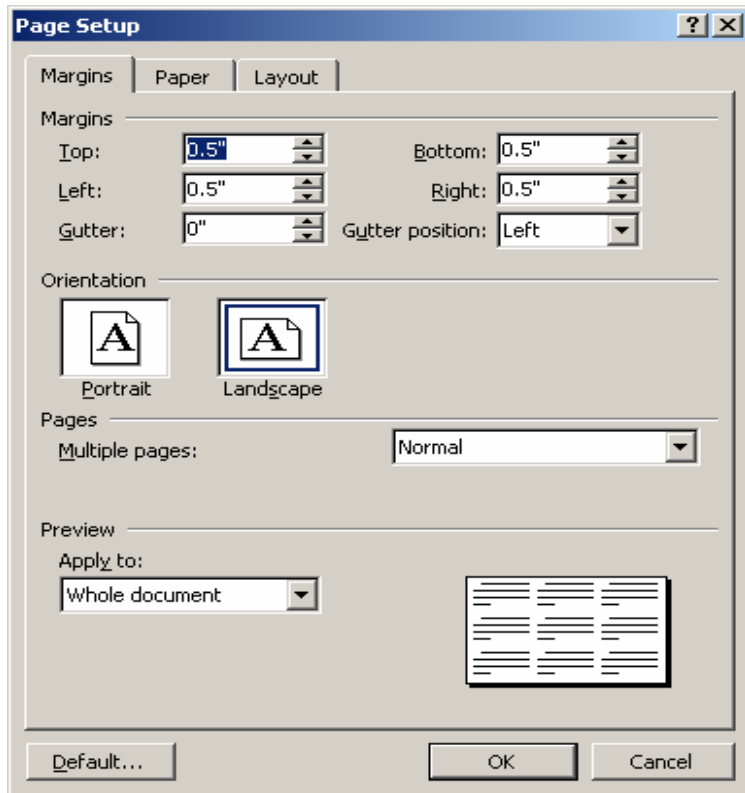 Page Setup
Margins Paper Layout
Margins
Top: 0.5" Bottom: 0.5"
Left: 0.5" Right: 0.5"
Gutter: 0" Gutter position: Left
Orientation
A A
Portrait Landscape
Pages
Multiple pages: Normal
Preview
Apply to:
Whole document
Default... OK Cancel